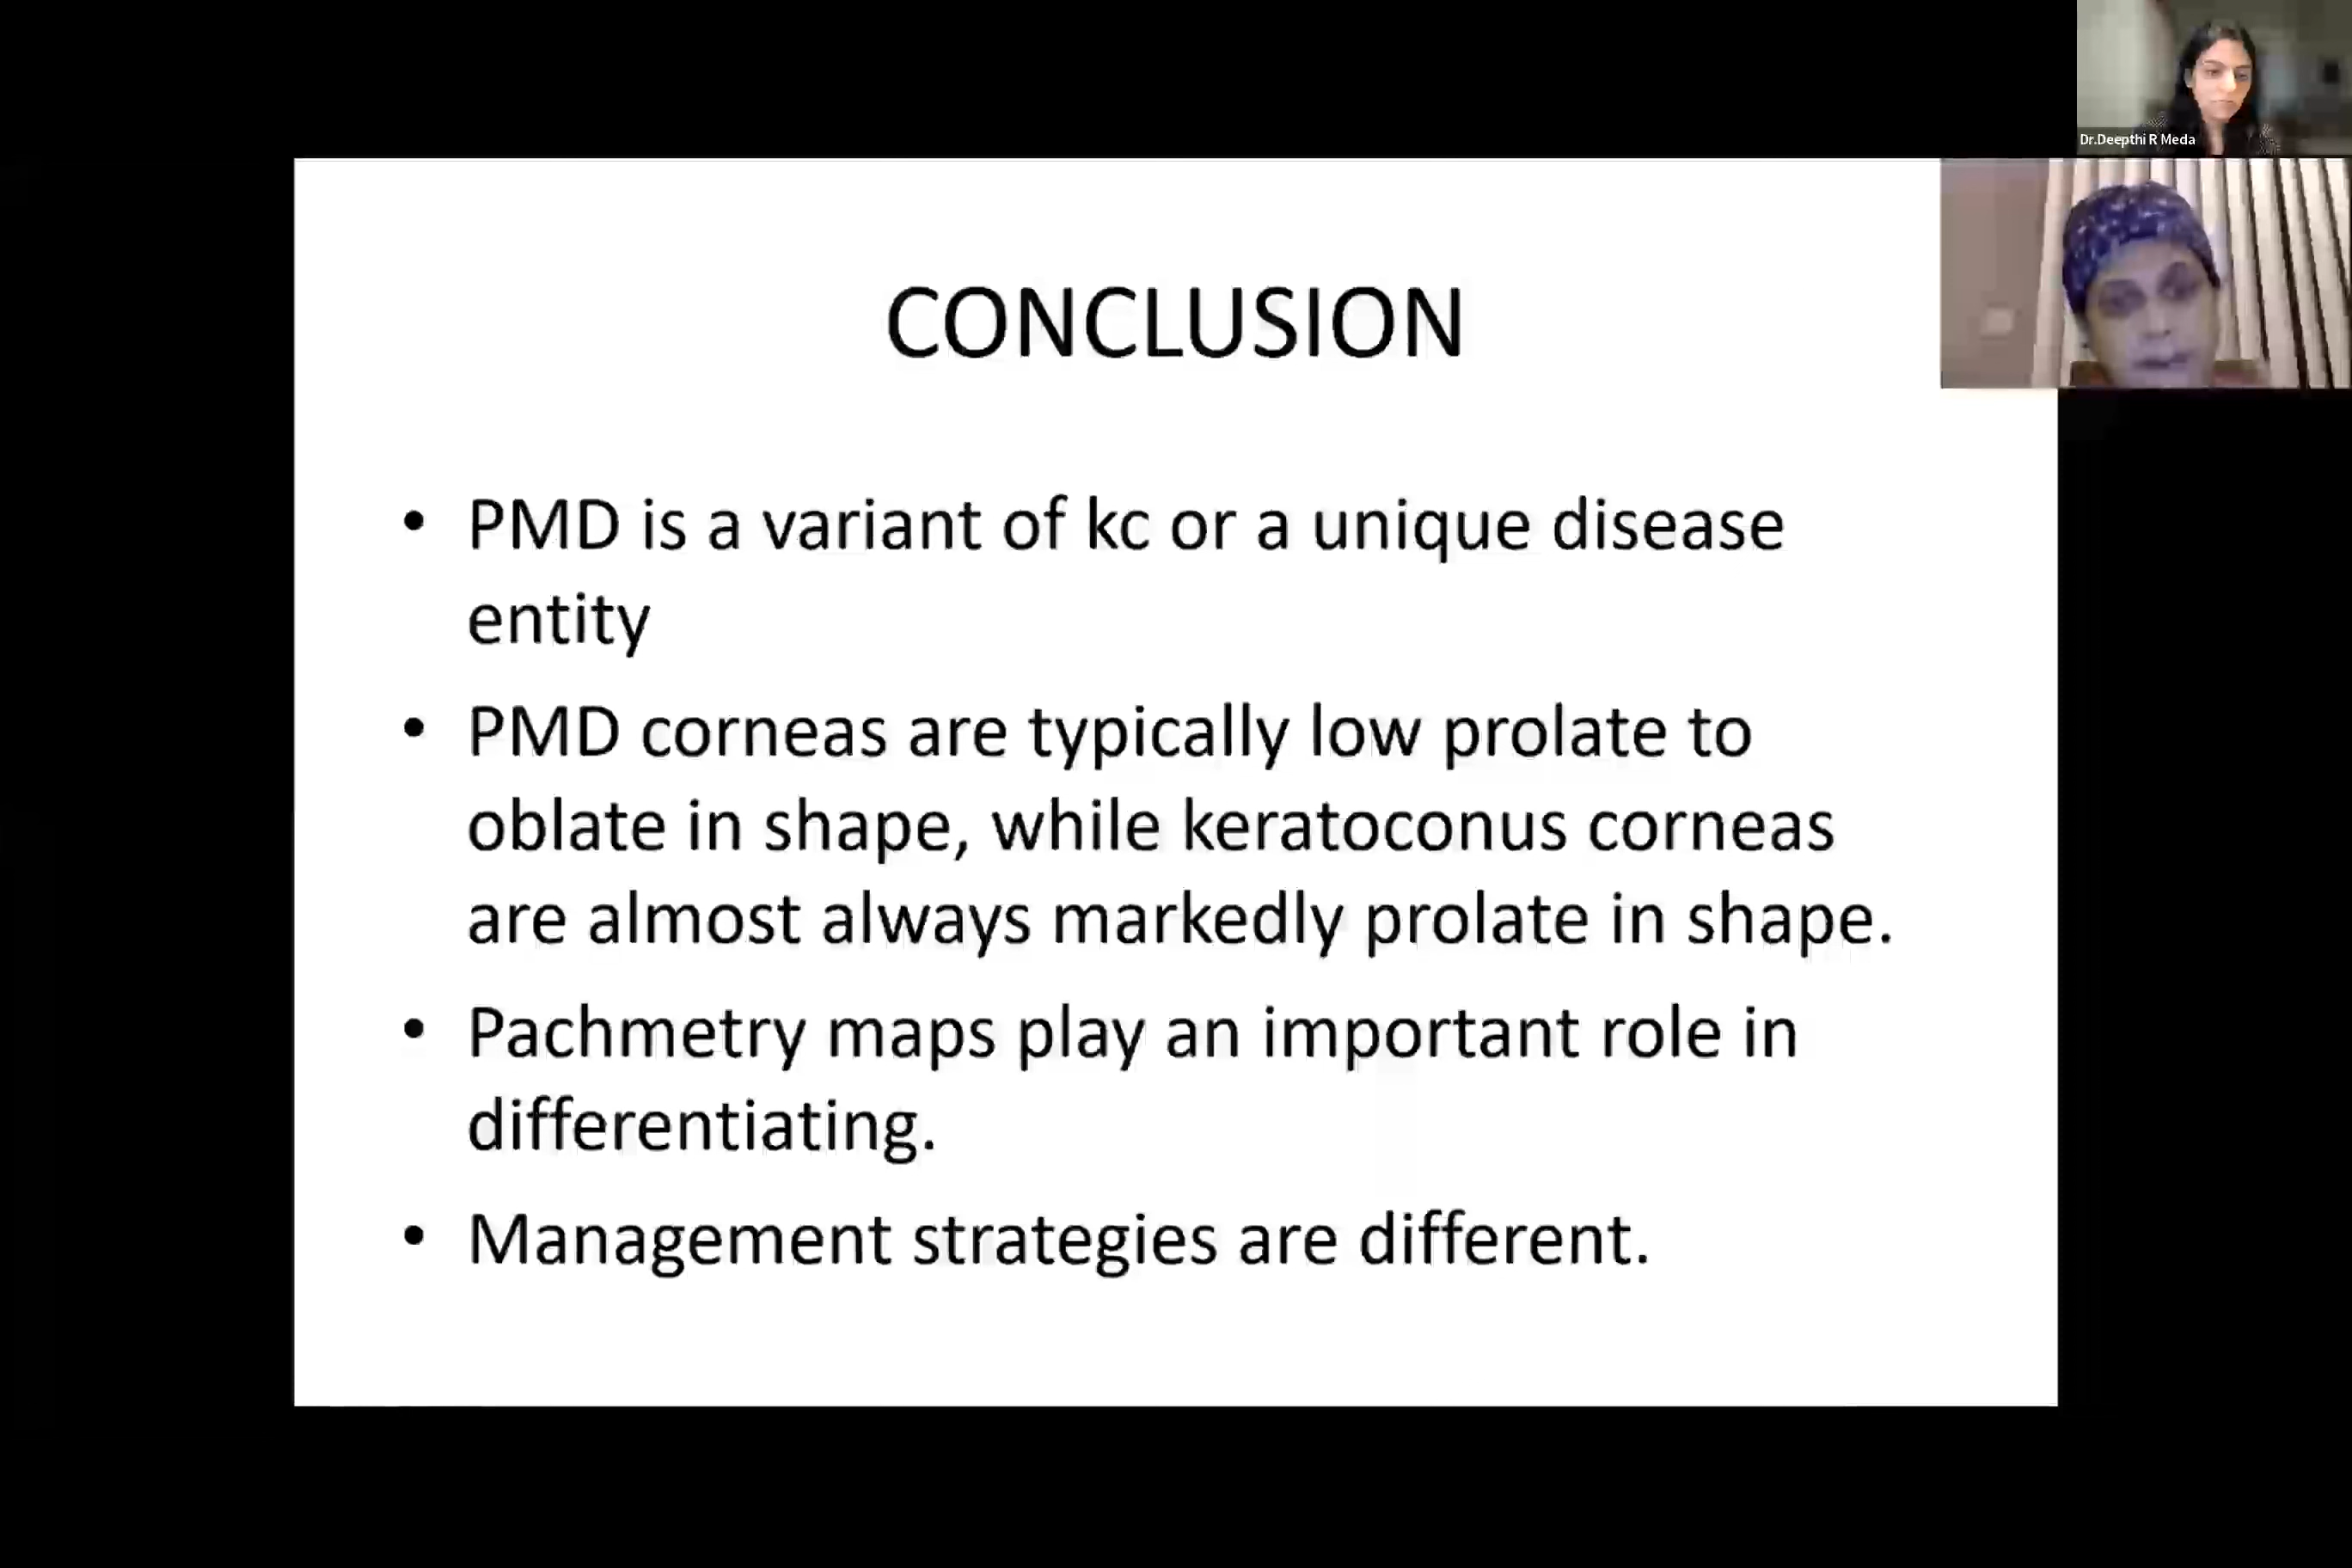 Dr.Deepthi R Meda
CONCLUSION
• PMD is a variant of kc or a unique disease
entity
• PMD corneas are typically low prolate to
oblate in shape, while keratoconus corneas
are almost always markedly prolate in shape.
• Pachmetry maps play an important role in
differentiating.
• Management strategies are different.